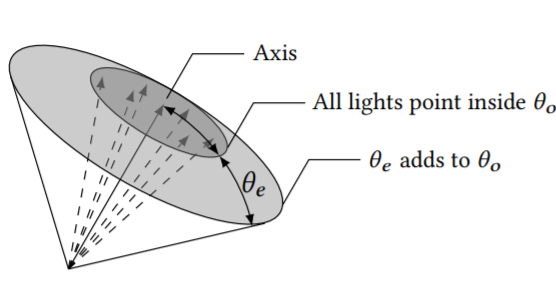 Axis
All lights point inside θₒ
θₑ adds to θₒ
θₑ